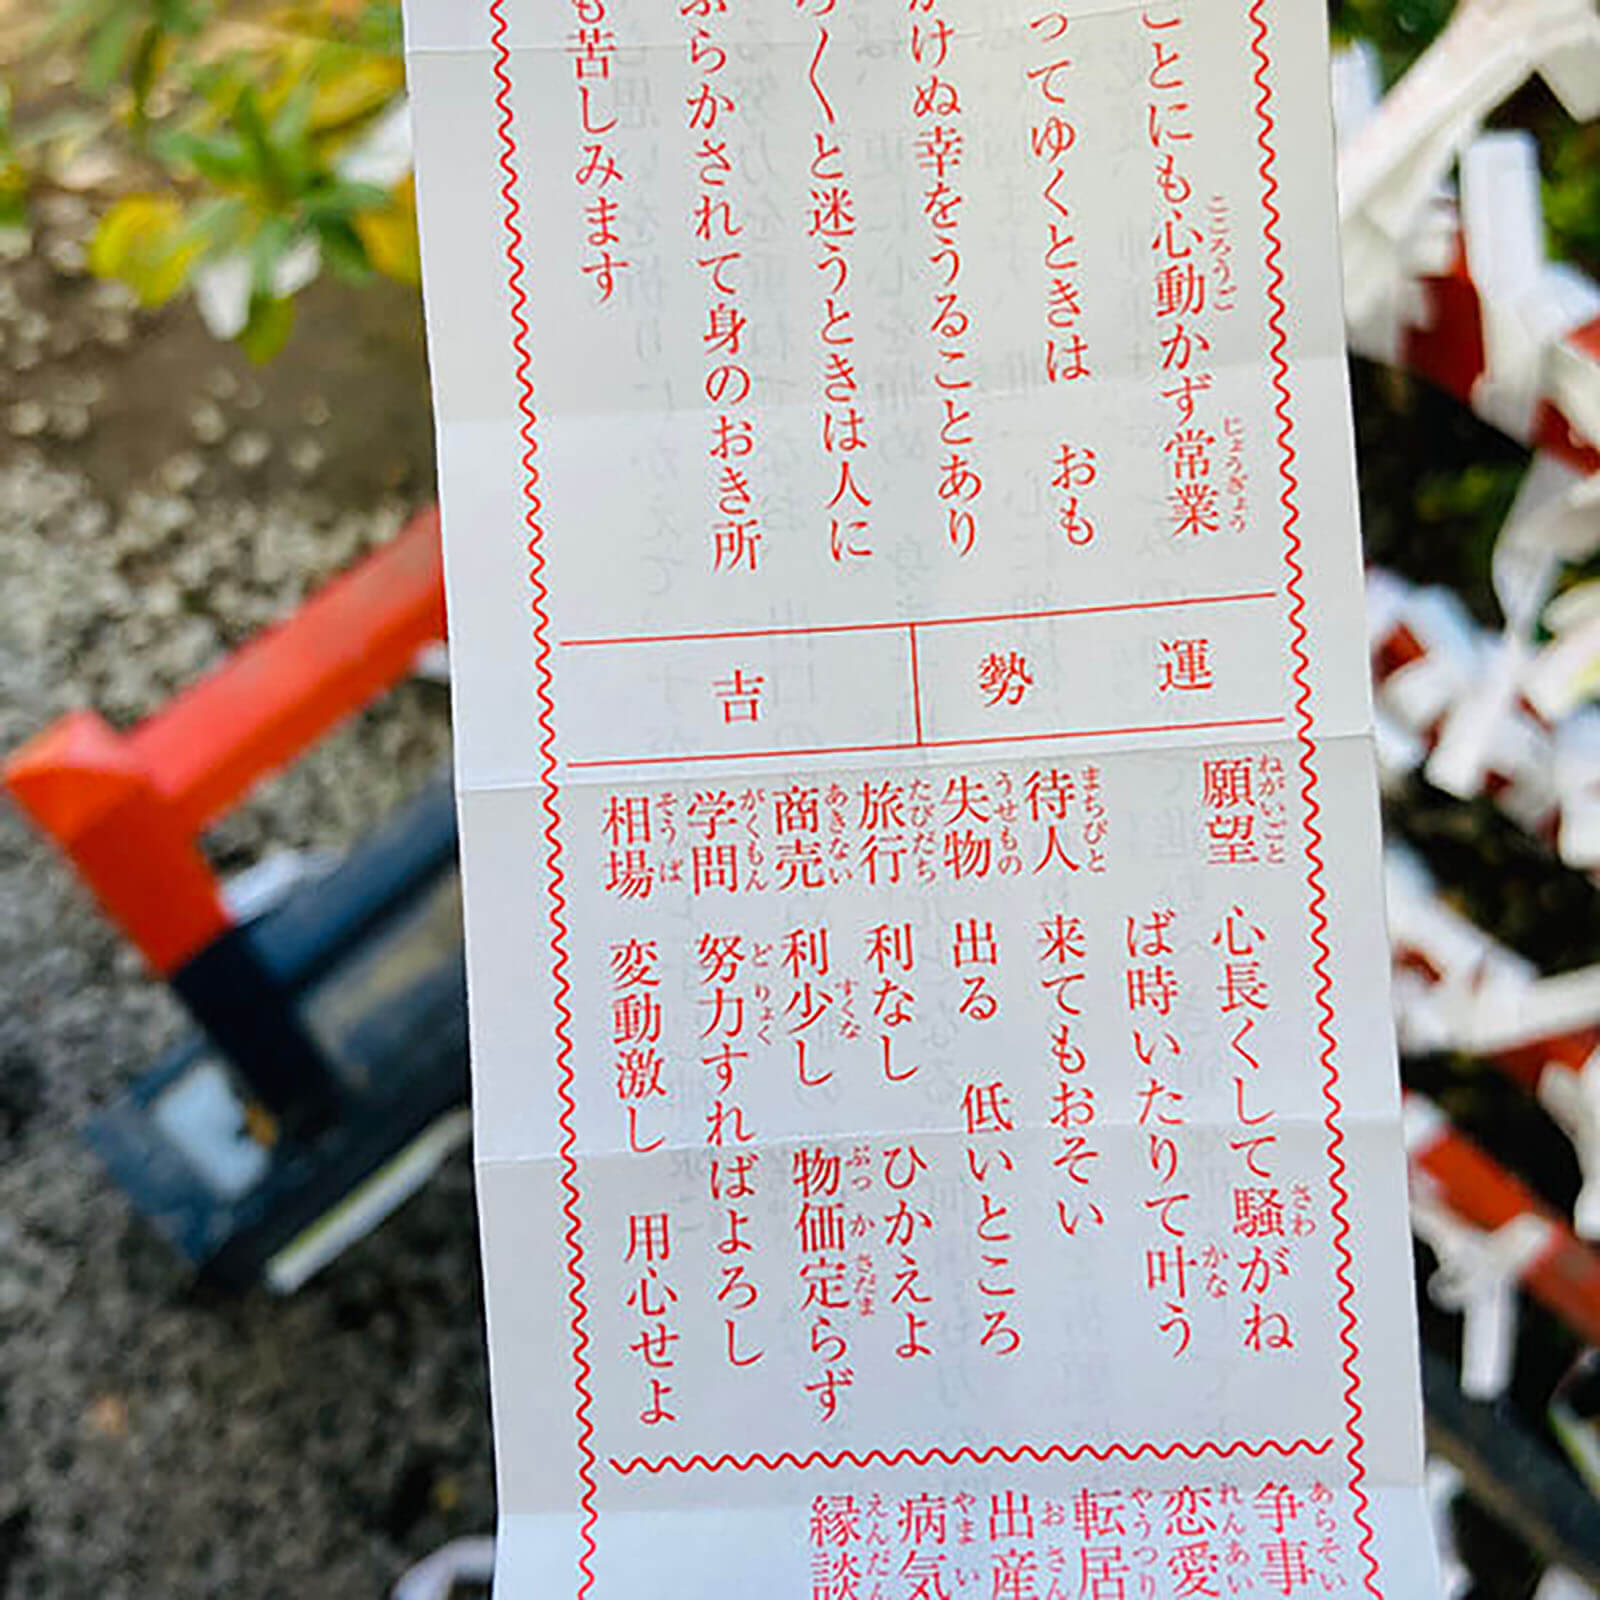 ことにも心動かず常業
ってゆくときは おも
けぬ幸をうることあり
〱と迷うときは人に
らかされて身のおき所
も苦しみます
運勢 吉
願望 心長くして騒がね
ば時いたりて叶う
待人 来てもおそい
失物 出る 低いところ
旅行 利なし ひかえよ
商売 利少し 物価定らず
学問 努力すればよろし
相場 変動激し 用心せよ
争事
恋愛
転居
出産
病気
縁談